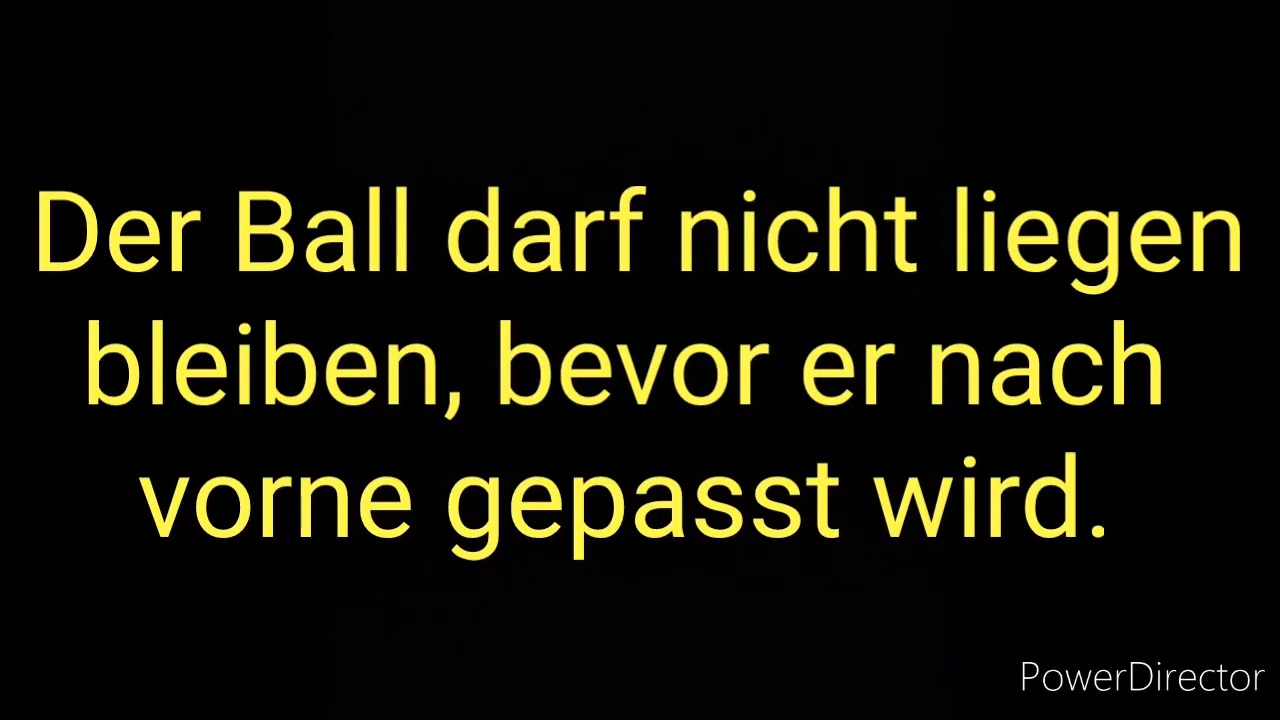 Der Ball darf nicht liegen
bleiben, bevor er nach
vorne gepasst wird.
PowerDirector